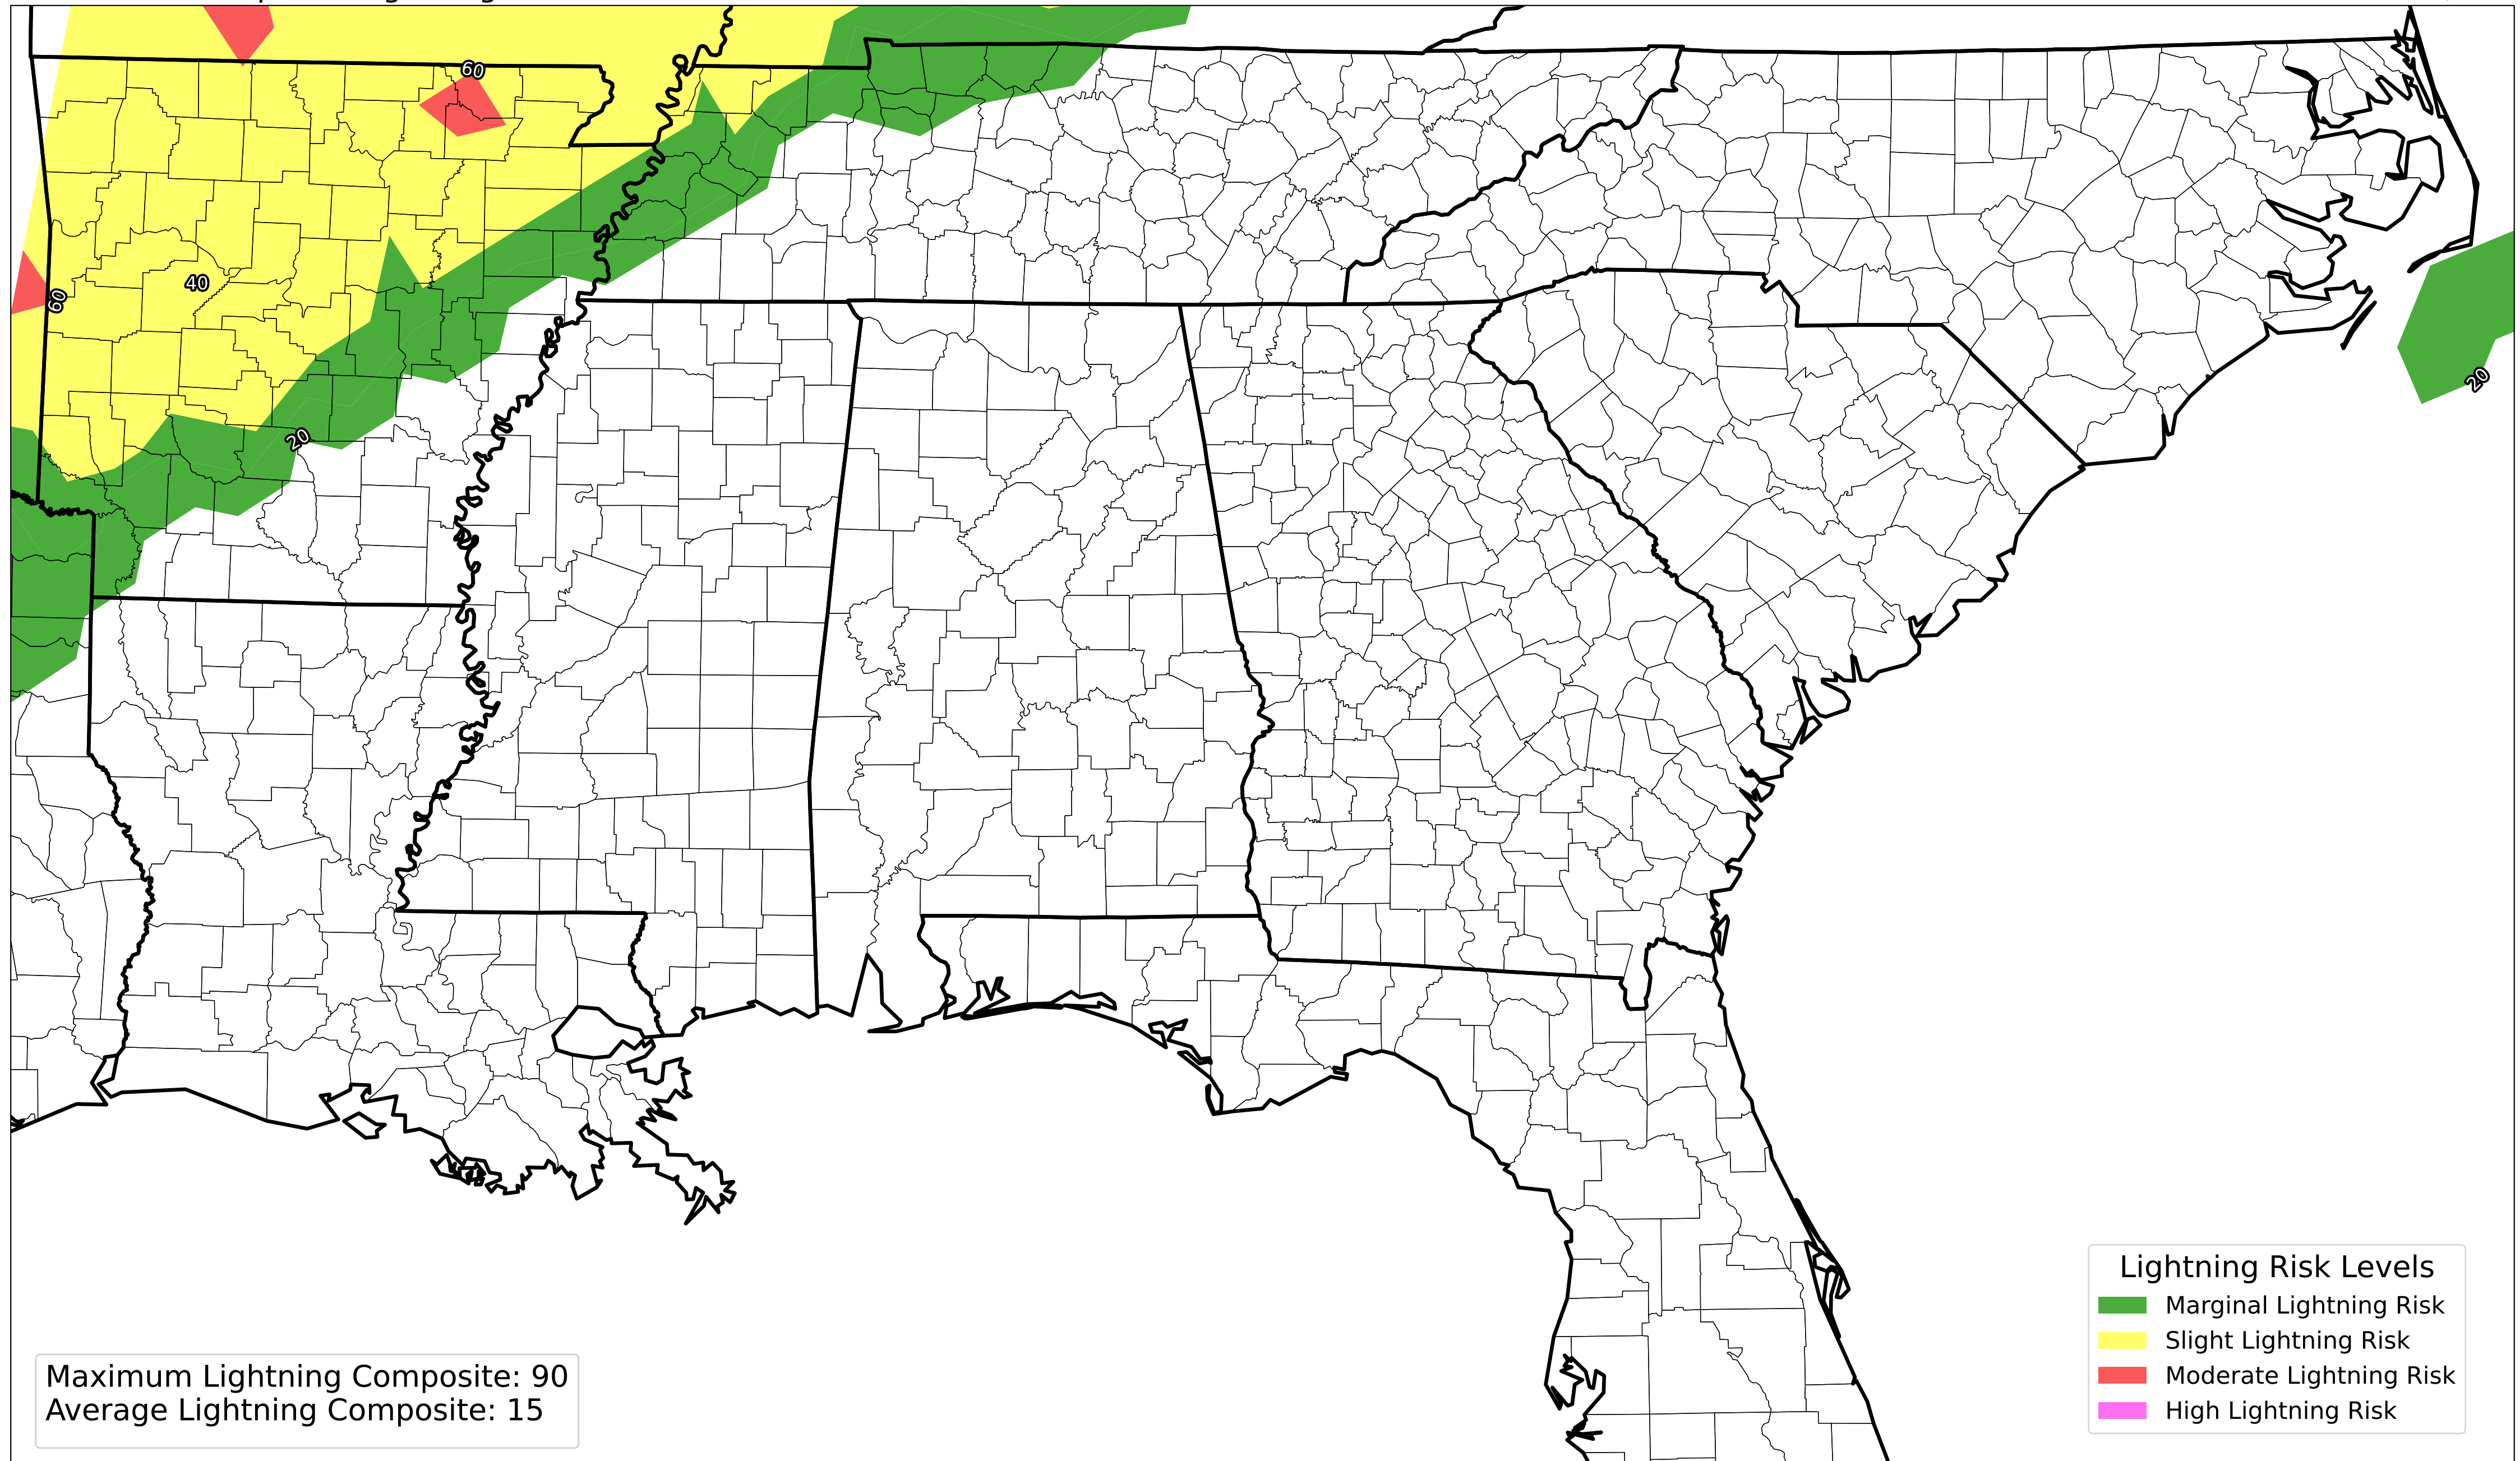 60
40
60
20
20
Lightning Risk Levels
Marginal Lightning Risk
Slight Lightning Risk
Moderate Lightning Risk
High Lightning Risk
Maximum Lightning Composite: 90
Average Lightning Composite: 15